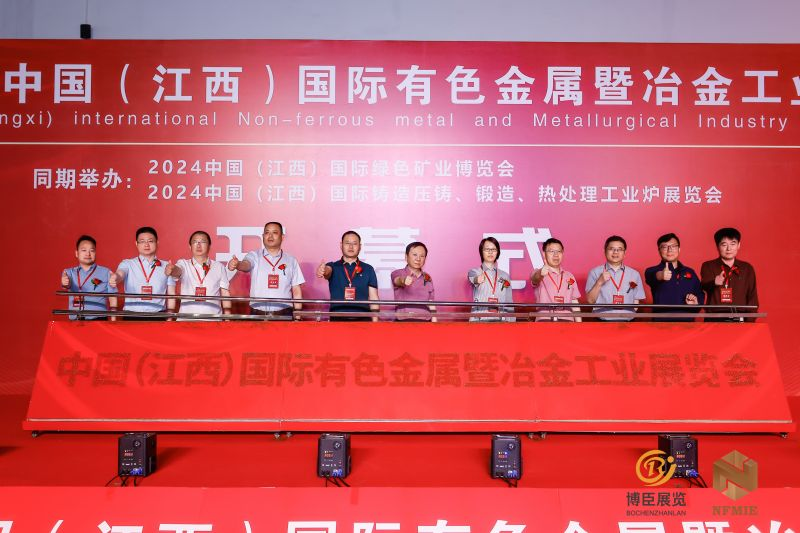 中国（江西）国际有色金属暨冶金工业
ngxi) international Non-ferrous metal and Metallurgical Industry
同期举办：
2024中国（江西）国际绿色矿业博览会
2024中国（江西）国际铸造压铸、锻造、热处理工业炉展览会
开幕式
中国(江西)国际有色金属暨冶金工业展览会
博臣展览
BOCHENZHANLAN
NFMIE
（江西）国际有色金属暨冶